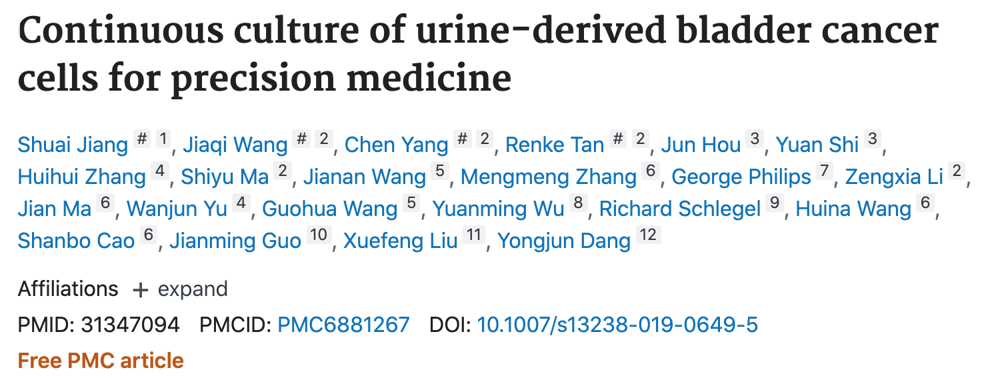 Continuous culture of urine-derived bladder cancer
cells for precision medicine
Shuai Jiang # 1, Jiaqi Wang # 2, Chen Yang # 2, Renke Tan # 2, Jun Hou 3, Yuan Shi 3,
Huihui Zhang 4, Shiyu Ma 2, Jianan Wang 5, Mengmeng Zhang 6, George Philips 7, Zengxia Li 2,
Jian Ma 6, Wanjun Yu 4, Guohua Wang 5, Yuanming Wu 8, Richard Schlegel 9, Huina Wang 6,
Shanbo Cao 6, Jianming Guo 10, Xuefeng Liu 11, Yongjun Dang 12
Affiliations + expand
PMID: 31347094 PMCID: PMC6881267 DOI: 10.1007/s13238-019-0649-5
Free PMC article